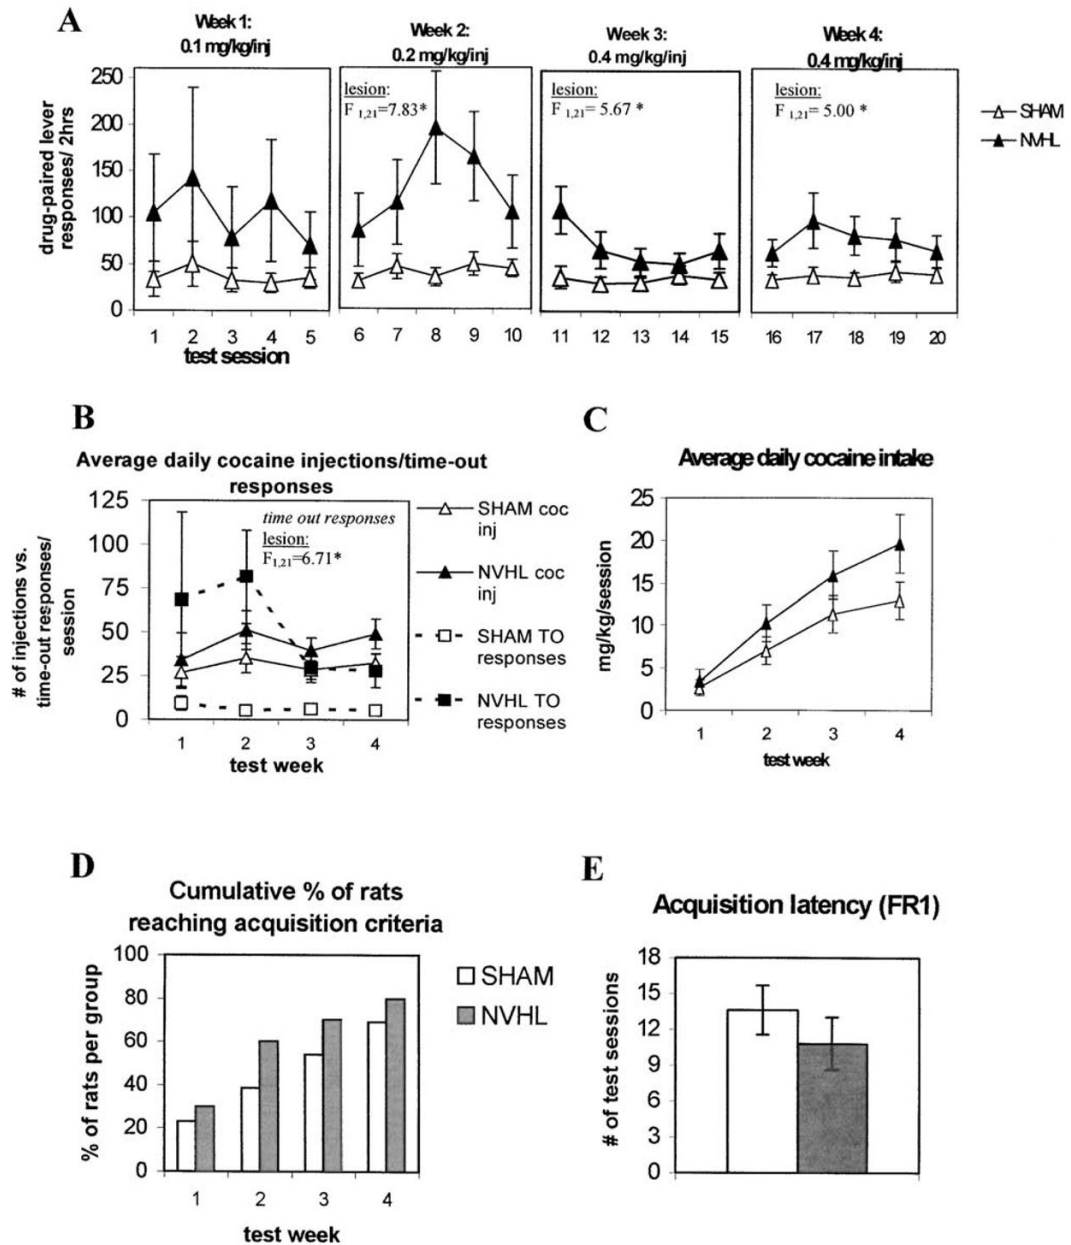 A
Week 1:
0.1 mg/kg/inj
Week 2:
0.2 mg/kg/inj
Week 3:
0.4 mg/kg/inj
Week 4:
0.4 mg/kg/inj
drug-paired lever
responses/ 2hrs
250
200
150
100
50
0
lesion:
F 1,21=7.83*
lesion:
F 1,21= 5.67 *
lesion:
F 1,21= 5.00 *
SHAM
NVHL
1 2 3 4 5
6 7 8 9 10
11 12 13 14 15
16 17 18 19 20
test session
B
Average daily cocaine injections/time-out
responses
# of injections vs.
time-out responses/
session
125
100
75
50
25
0
time out responses
lesion:
F1,21=6.71*
SHAM coc
inj
NVHL coc
inj
SHAM TO
responses
NVHL TO
responses
1 2 3 4
test week
C
Average daily cocaine intake
mg/kg/session
25
20
15
10
5
0
1 2 3 4
test week
D
Cumulative % of rats
reaching acquisition criteria
% of rats per group
100
80
60
40
20
0
SHAM
NVHL
1 2 3 4
test week
E
Acquisition latency (FR1)
# of test sessions
18
15
12
9
6
3
0